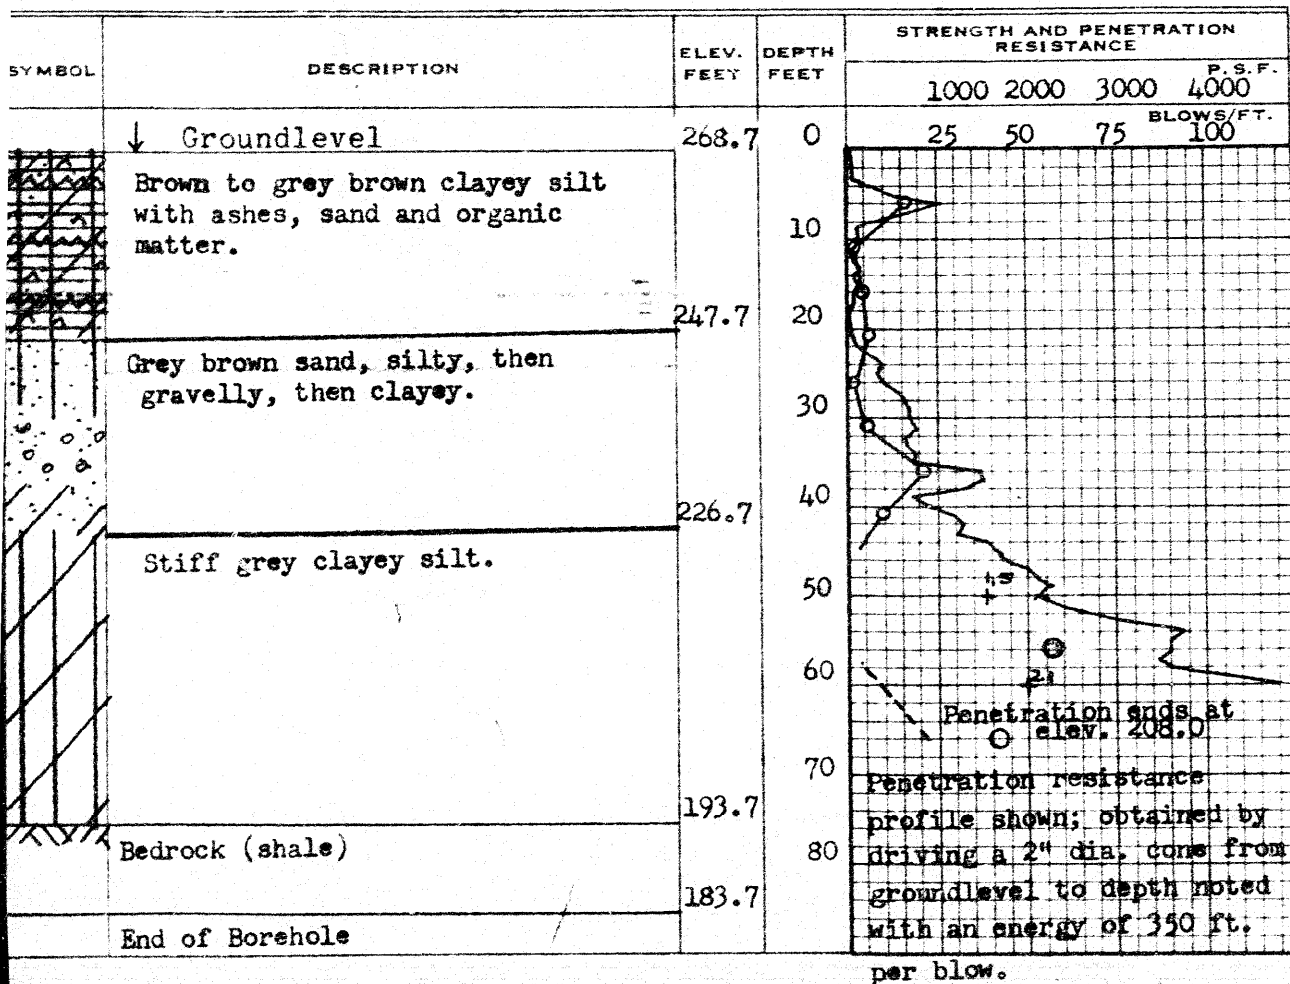 SYMBOL
DESCRIPTION
ELEV.
FEET
DEPTH
FEET
STRENGTH AND PENETRATION
RESISTANCE
P.S.F.
1000 2000 3000 4000
BLOWS/FT.
25 50 75 100
↓ Groundlevel
268.7
0
Brown to grey brown clayey silt
with ashes, sand and organic
matter.
10
247.7
20
Grey brown sand, silty, then
gravelly, then clayey.
30
226.7
40
Stiff grey clayey silt.
50
60
Penetration ends at
elev. 208.0
70
193.7
Bedrock (shale)
80
183.7
End of Borehole
Penetration resistance
profile shown; obtained by
driving a 2" dia. cone from
groundlevel to depth noted
with an energy of 350 ft.
per blow.